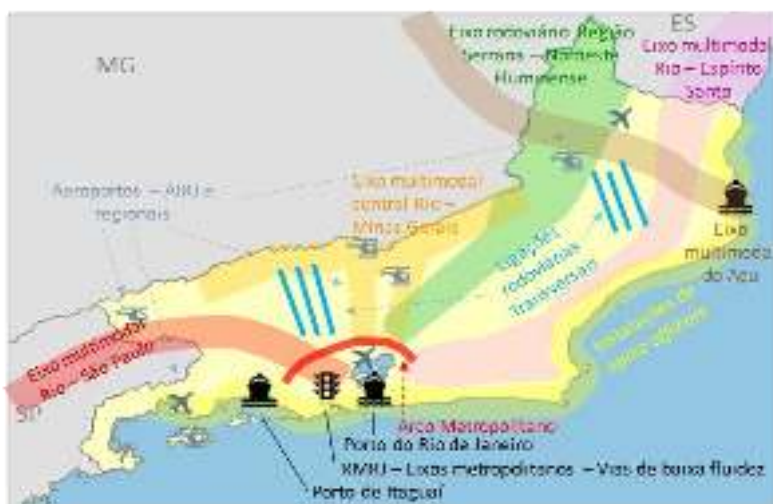 Eixo rodoviário Região
Serrana – Noroeste
Fluminense
ES
Eixo multimodal
Rio – Espírito
Santo
MG
Aeroportos – e
regionais
Eixo multimodal
central Rio –
Minas Gerais
Ligações
rodoviárias
Transversais
Eixo
multimodal
do Açu
Eixo multimodal
Rio – São Paulo
SP
Arco Metropolitano
Porto do Rio de Janeiro
RMRJ – Eixos metropolitanos – Vias de baixa fluidez
Porto de Itaguaí